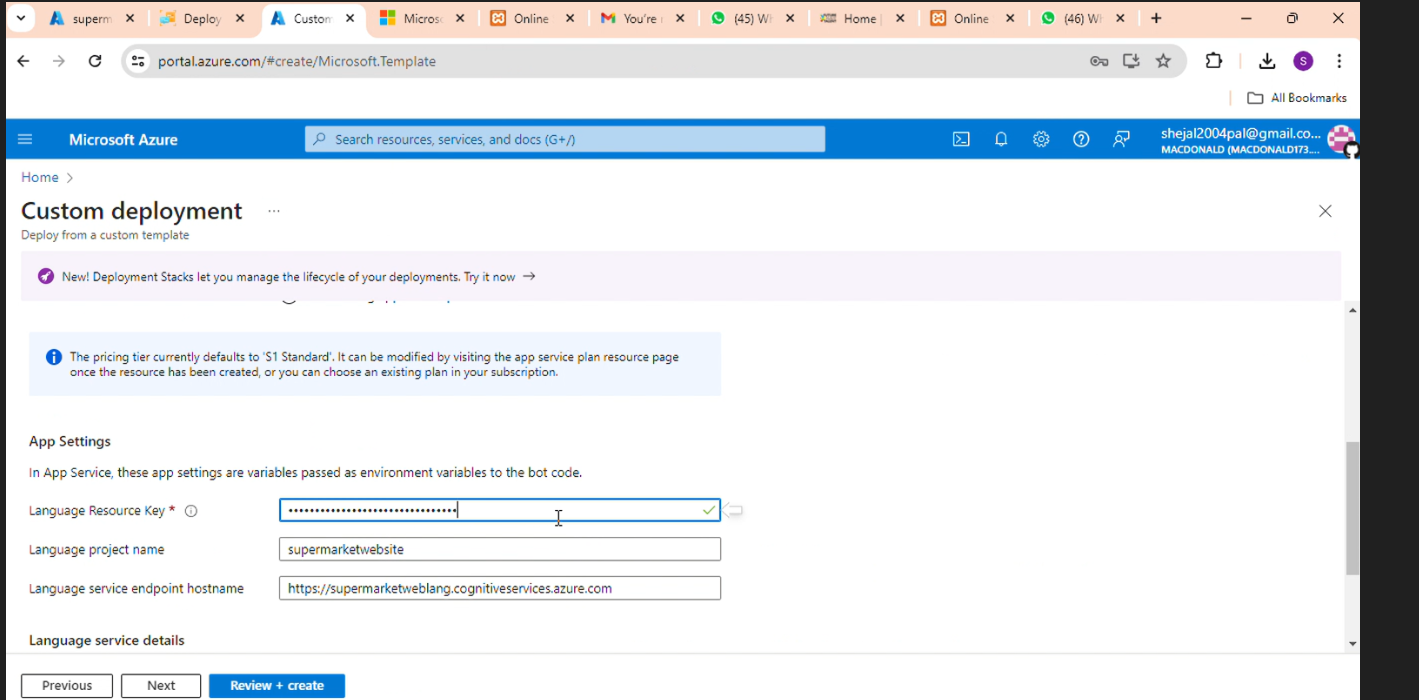 superm
Deploy
Custom
Micros
Online
You're
(45) W
Home
Online
(46) W
portal.azure.com/#create/Microsoft.Template
S
All Bookmarks
Microsoft Azure
Search resources, services, and docs (G+/)
shejal2004pal@gmail.co...
MACDONALD (MACDONALD173....
Home >
Custom deployment ...
Deploy from a custom template
New! Deployment Stacks let you manage the lifecycle of your deployments. Try it now →
The pricing tier currently defaults to 'S1 Standard'. It can be modified by visiting the app service plan resource page
once the resource has been created, or you can choose an existing plan in your subscription.
App Settings
In App Service, these app settings are variables passed as environment variables to the bot code.
Language Resource Key *
Language project name supermarketwebsite
Language service endpoint hostname https://supermarketweblang.cognitiveservices.azure.com
Language service details
Previous Next Review + create